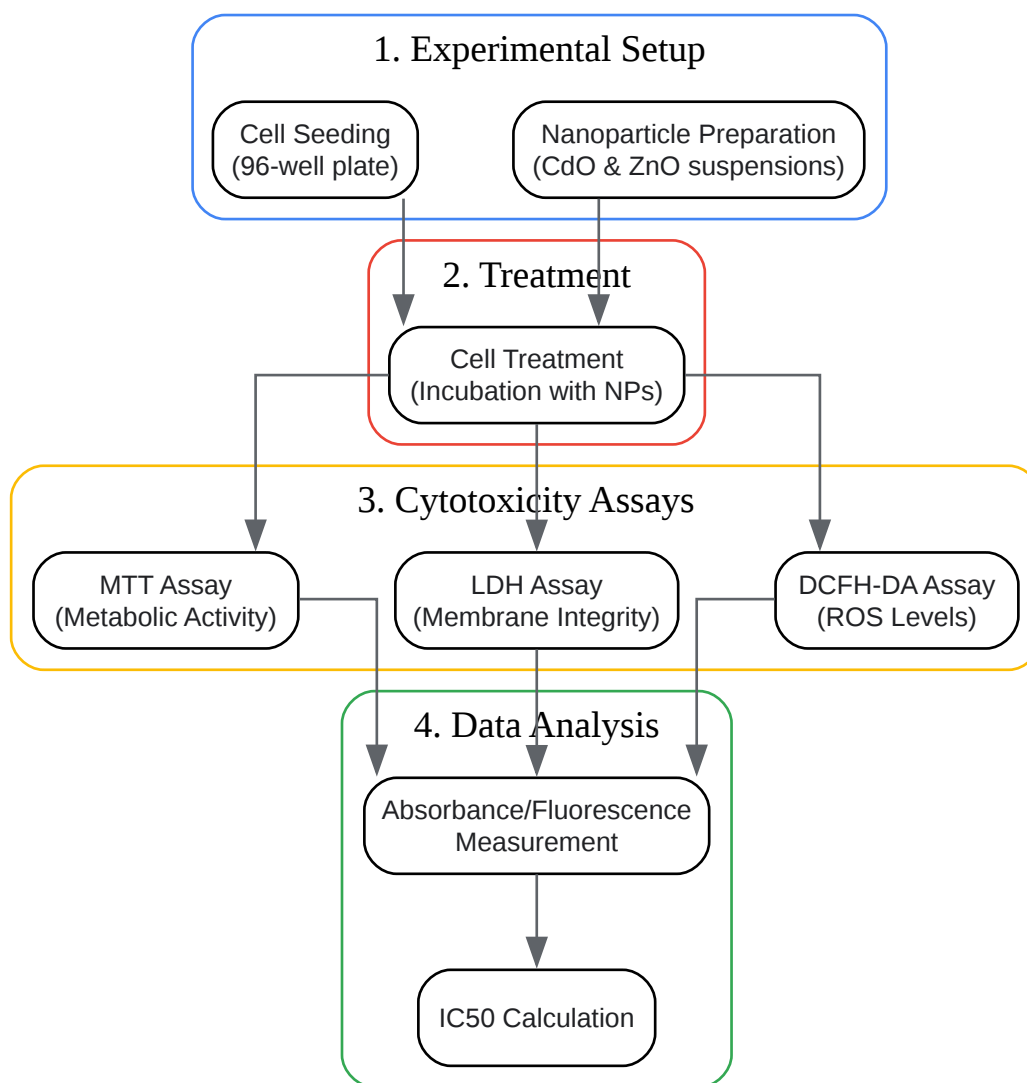 1. Experimental Setup
Cell Seeding
(96-well plate)
Nanoparticle Preparation
(CdO & ZnO suspensions)
2. Treatment
Cell Treatment
(Incubation with NPs)
3. Cytotoxicity Assays
MTT Assay
(Metabolic Activity)
LDH Assay
(Membrane Integrity)
DCFH-DA Assay
(ROS Levels)
4. Data Analysis
Absorbance/Fluorescence
Measurement
IC50 Calculation